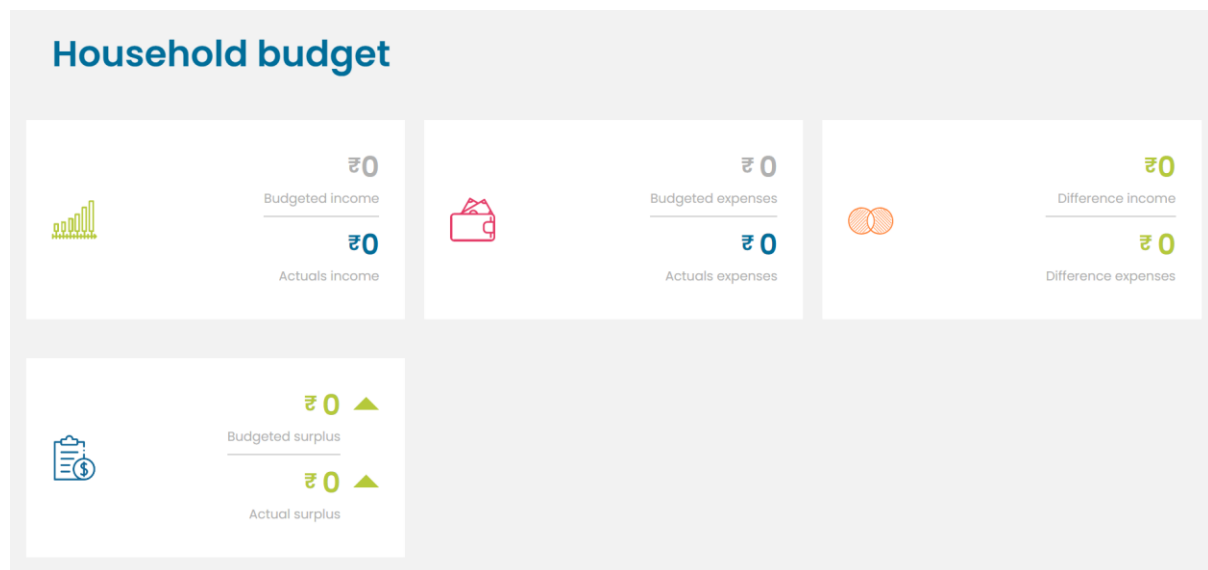 Household budget
₹0
Budgeted income
₹0
Actuals income
₹ 0
Budgeted expenses
₹ 0
Actuals expenses
₹0
Difference income
₹ 0
Difference expenses
₹ 0
Budgeted surplus
₹ 0
Actual surplus
$